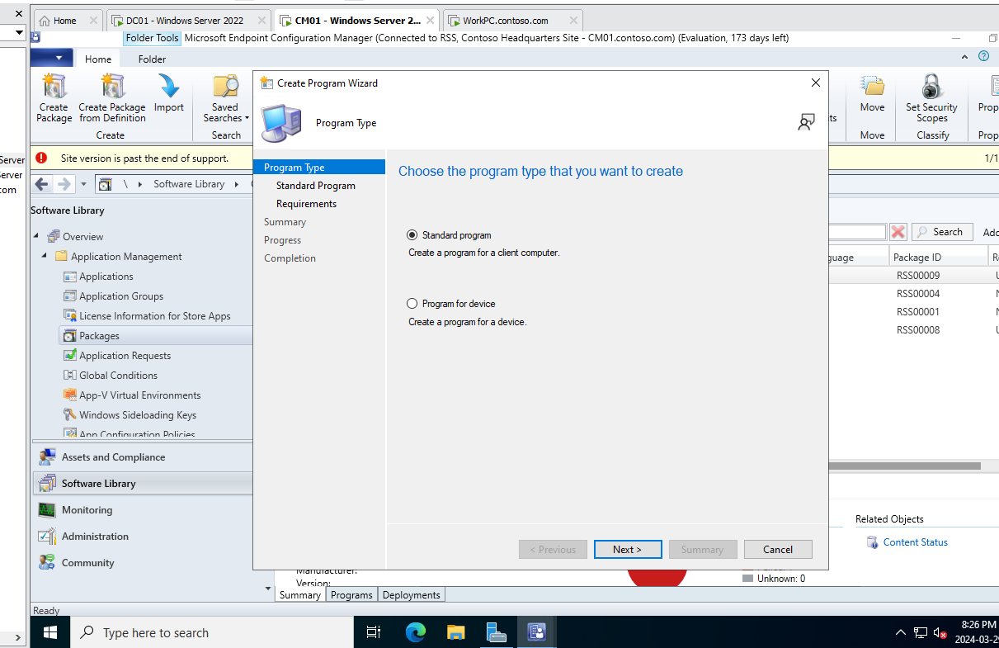 Home
DC01 - Windows Server 2022
CM01 - Windows Server 2...
WorkPC.contoso.com
Folder Tools
Microsoft Endpoint Configuration Manager (Connected to RSS, Contoso Headquarters Site - CM01.contoso.com) (Evaluation, 173 days left)
Home
Folder
Create Package
Create Package from Definition
Import
Saved Searches
Create
Search
Move
Set Security Scopes
Prop
Move
Classify
Prop
ts
Site version is past the end of support.
1/1
Server
erver
com
\ Software Library
Software Library
Overview
Application Management
Applications
Application Groups
License Information for Store Apps
Packages
Application Requests
Global Conditions
App-V Virtual Environments
Windows Sideloading Keys
App Configuration Policies
Assets and Compliance
Software Library
Monitoring
Administration
Community
Create Program Wizard
Program Type
Program Type
Standard Program
Requirements
Summary
Progress
Completion
Choose the program type that you want to create
Standard program
Create a program for a client computer.
Program for device
Create a program for a device.
< Previous
Next >
Summary
Cancel
Search
Add
guage
Package ID
RSS00009
RSS00004
RSS00001
RSS00008
Related Objects
Content Status
Manufacturer:
Version:
Unknown: 0
Summary
Programs
Deployments
Ready
Type here to search
8:26 PM
2024-03-29